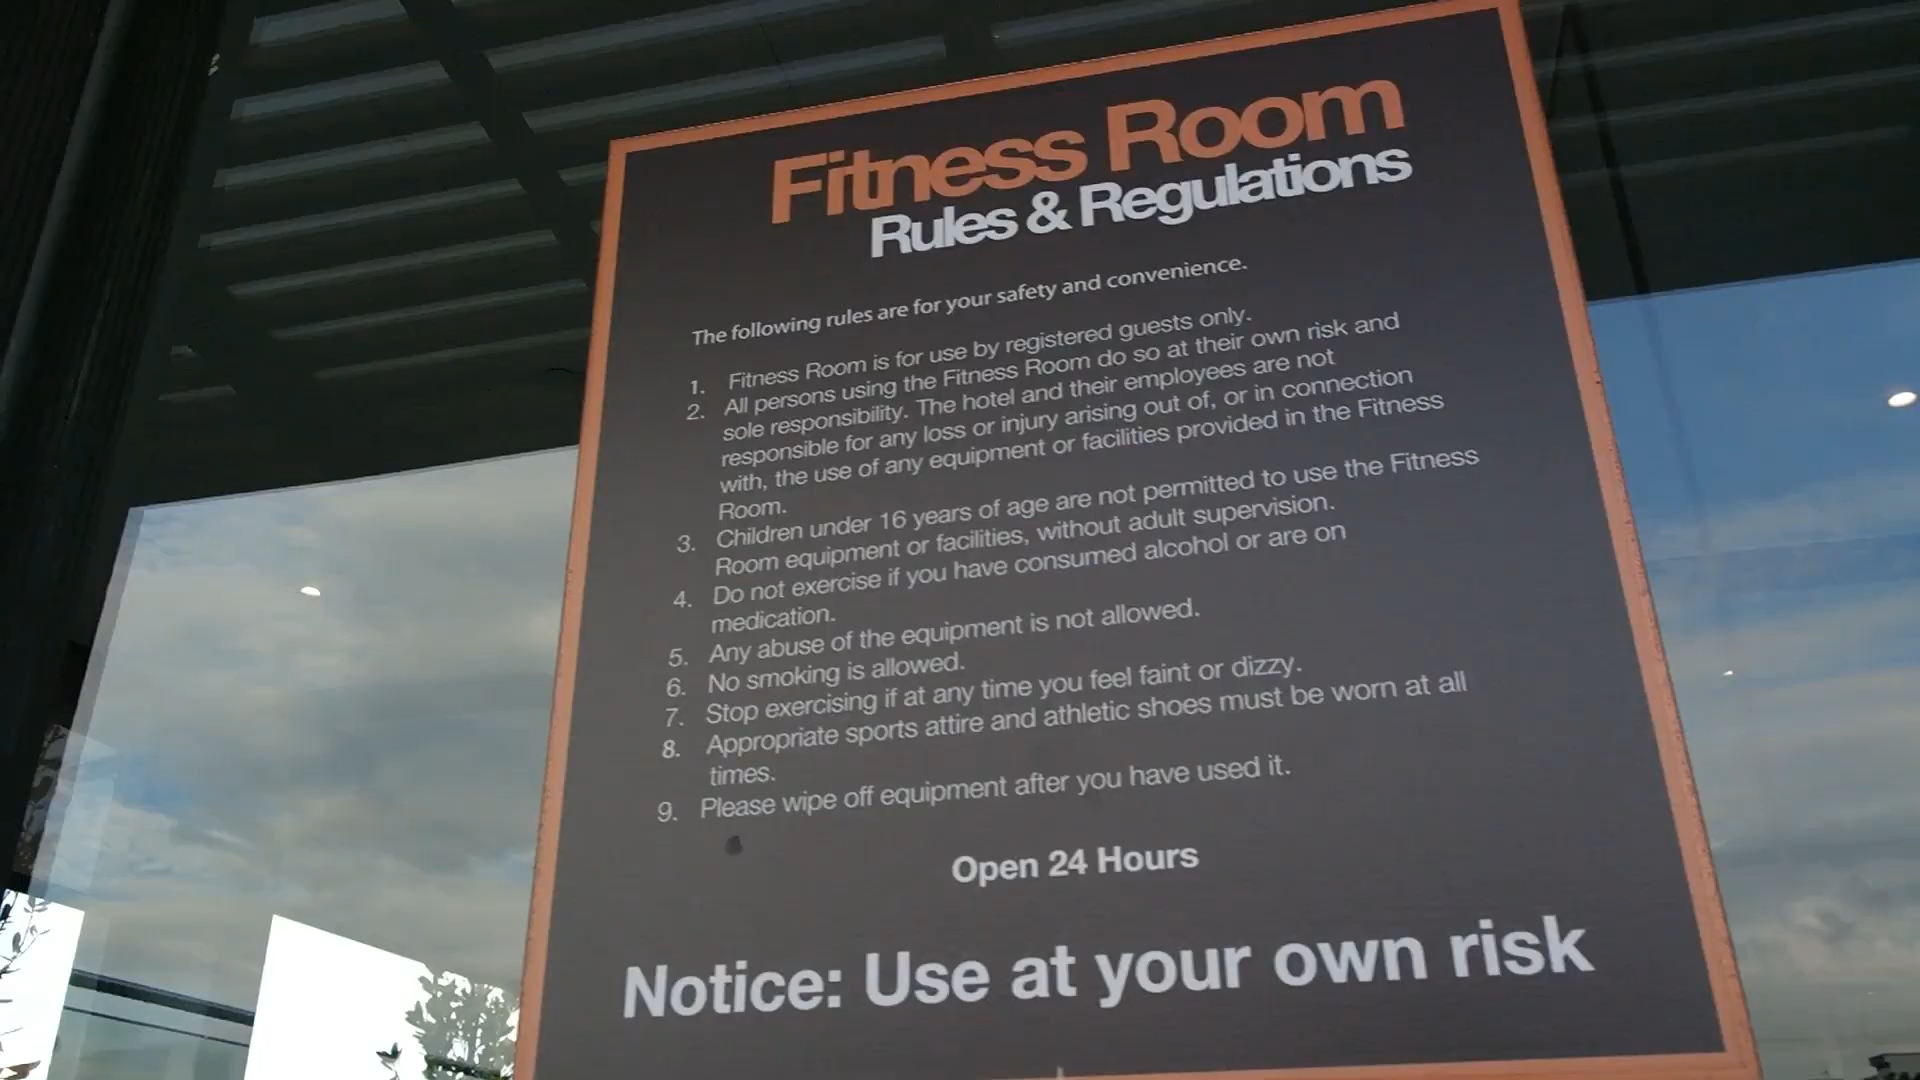 Fitness Room
Rules & Regulations
The following rules are for your safety and convenience.
1. Fitness Room is for use by registered guests only.
2. All persons using the Fitness Room do so at their own risk and
sole responsibility. The hotel and their employees are not
responsible for any loss or injury arising out of, or in connection
with, the use of any equipment or facilities provided in the Fitness
Room.
3. Children under 16 years of age are not permitted to use the Fitness
Room equipment or facilities, without adult supervision.
4. Do not exercise if you have consumed alcohol or are on
medication.
5. Any abuse of the equipment is not allowed.
6. No smoking is allowed.
7. Stop exercising if at any time you feel faint or dizzy.
8. Appropriate sports attire and athletic shoes must be worn at all
times.
9. Please wipe off equipment after you have used it.
Open 24 Hours
Notice: Use at your own risk